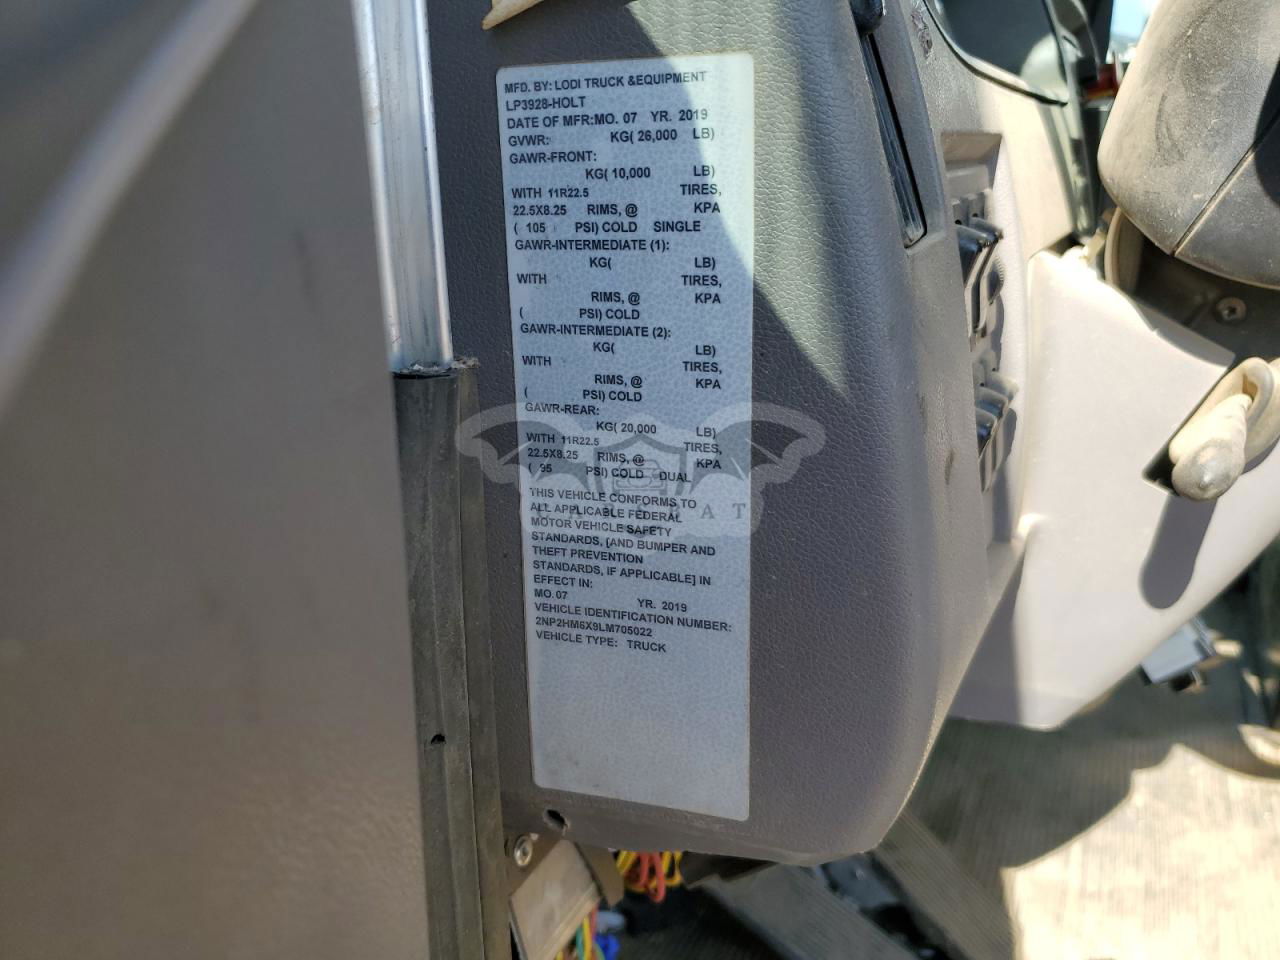 MFD. BY: LODI TRUCK &EQUIPMENT
LP3928-HOLT
DATE OF MFR:MO. 07 YR. 2019
GVWR: KG( 26,000 LB)
GAWR-FRONT:
KG( 10,000 LB)
WITH 11R22.5 TIRES,
22.5X8.25 RIMS, @ KPA
( 105 PSI) COLD SINGLE
GAWR-INTERMEDIATE (1):
KG( LB)
WITH TIRES,
RIMS, @ KPA
( PSI) COLD
GAWR-INTERMEDIATE (2):
KG( LB)
WITH TIRES,
RIMS, @ KPA
( PSI) COLD
GAWR-REAR:
KG( 20,000 LB)
WITH 11R22.5 TIRES,
22.5X8.25 RIMS, @ KPA
( 95 PSI) COLD DUAL
THIS VEHICLE CONFORMS TO
ALL APPLICABLE FEDERAL
CARSBAT
MOTOR VEHICLE SAFETY
STANDARDS, [AND BUMPER AND
THEFT PREVENTION
STANDARDS, IF APPLICABLE] IN
EFFECT IN:
MO. 07 YR. 2019
VEHICLE IDENTIFICATION NUMBER:
2NP2HM6X9LM705022
VEHICLE TYPE: TRUCK